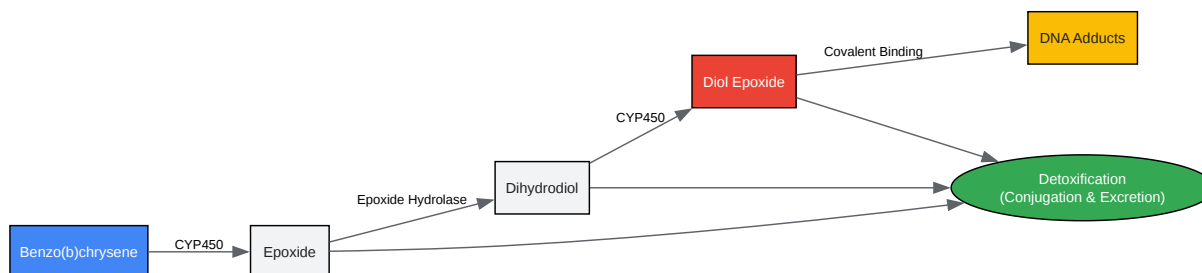 Benzo(b)chrysene
CYP450
Epoxide
Epoxide Hydrolase
Dihydrodiol
CYP450
Diol Epoxide
Covalent Binding
DNA Adducts
Detoxification
(Conjugation & Excretion)